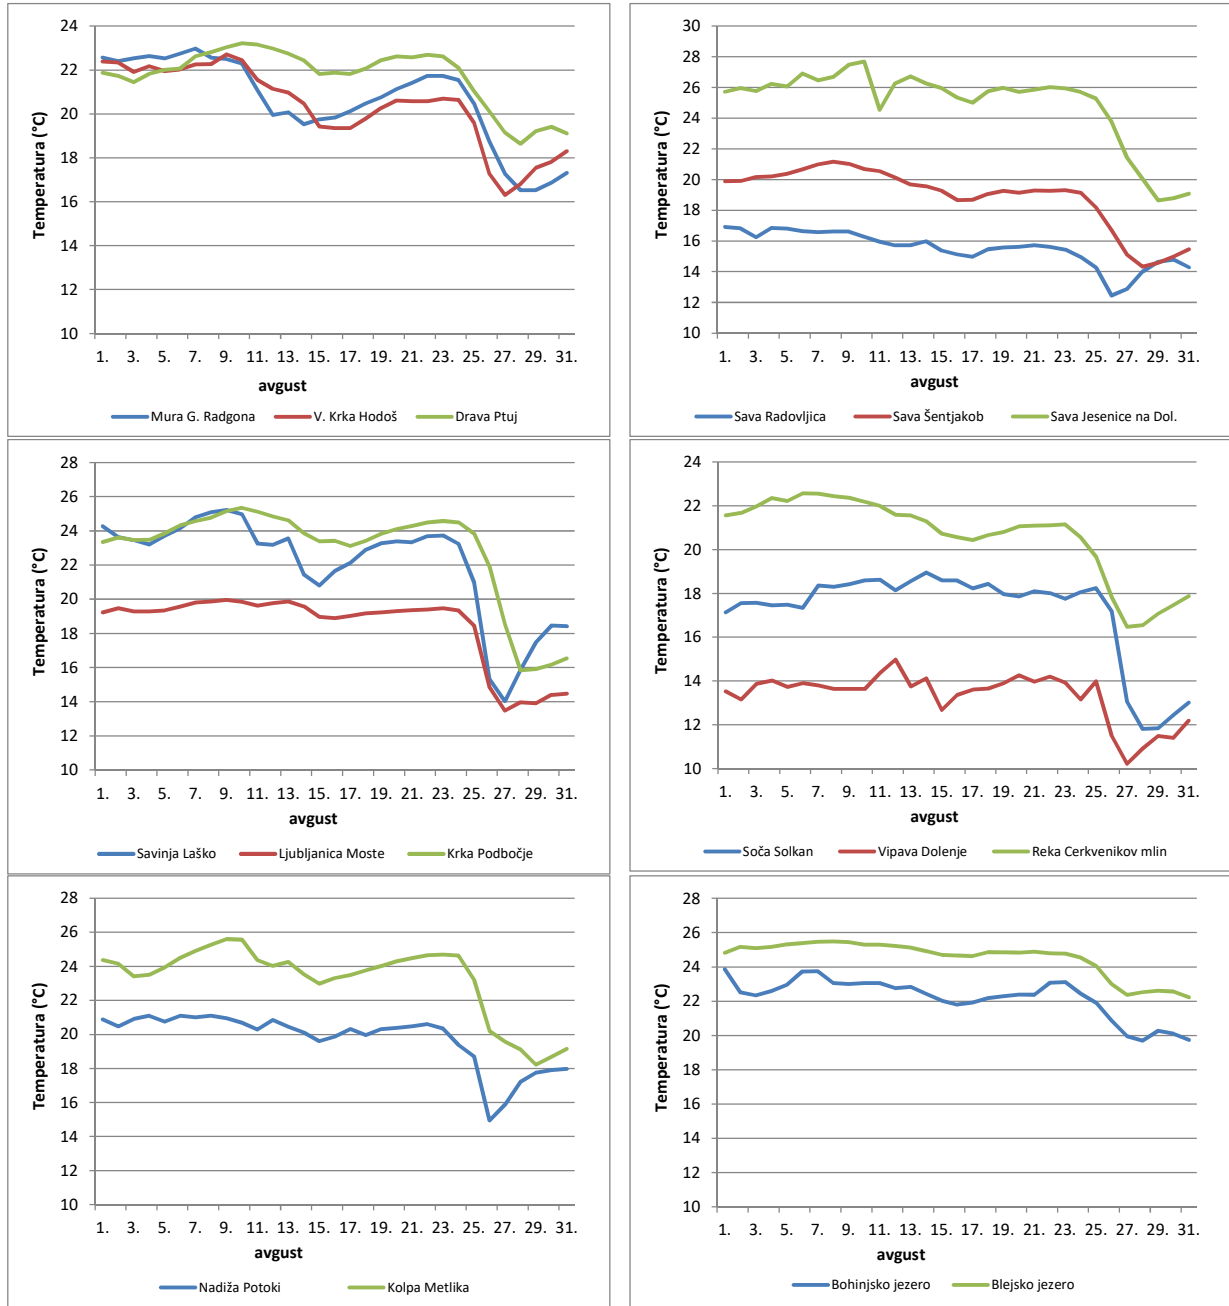 24
22
20
18
16
14
12
10
Temperatura (°C)
1. 3. 5. 7. 9. 11. 13. 15. 17. 19. 21. 23. 25. 27. 29. 31.
avgust
Mura G. Radgona V. Krka Hodoš Drava Ptuj
30
28
26
24
22
20
18
16
14
12
10
Temperatura (°C)
1. 3. 5. 7. 9. 11. 13. 15. 17. 19. 21. 23. 25. 27. 29. 31.
avgust
Sava Radovljica Sava Šentjakob Sava Jesenice na Dol.
28
26
24
22
20
18
16
14
12
10
Temperatura (°C)
1. 3. 5. 7. 9. 11. 13. 15. 17. 19. 21. 23. 25. 27. 29. 31.
avgust
Savinja Laško Ljubljanica Moste Krka Podbočje
24
22
20
18
16
14
12
10
Temperatura (°C)
1. 3. 5. 7. 9. 11. 13. 15. 17. 19. 21. 23. 25. 27. 29. 31.
avgust
Soča Solkan Vipava Dolenje Reka Cerkvenikov mlin
28
26
24
22
20
18
16
14
12
10
Temperatura (°C)
1. 3. 5. 7. 9. 11. 13. 15. 17. 19. 21. 23. 25. 27. 29. 31.
avgust
Nadiža Potoki Kolpa Metlika
28
26
24
22
20
18
16
14
12
10
Temperatura (°C)
1. 3. 5. 7. 9. 11. 13. 15. 17. 19. 21. 23. 25. 27. 29. 31.
avgust
Bohinjsko jezero Blejsko jezero